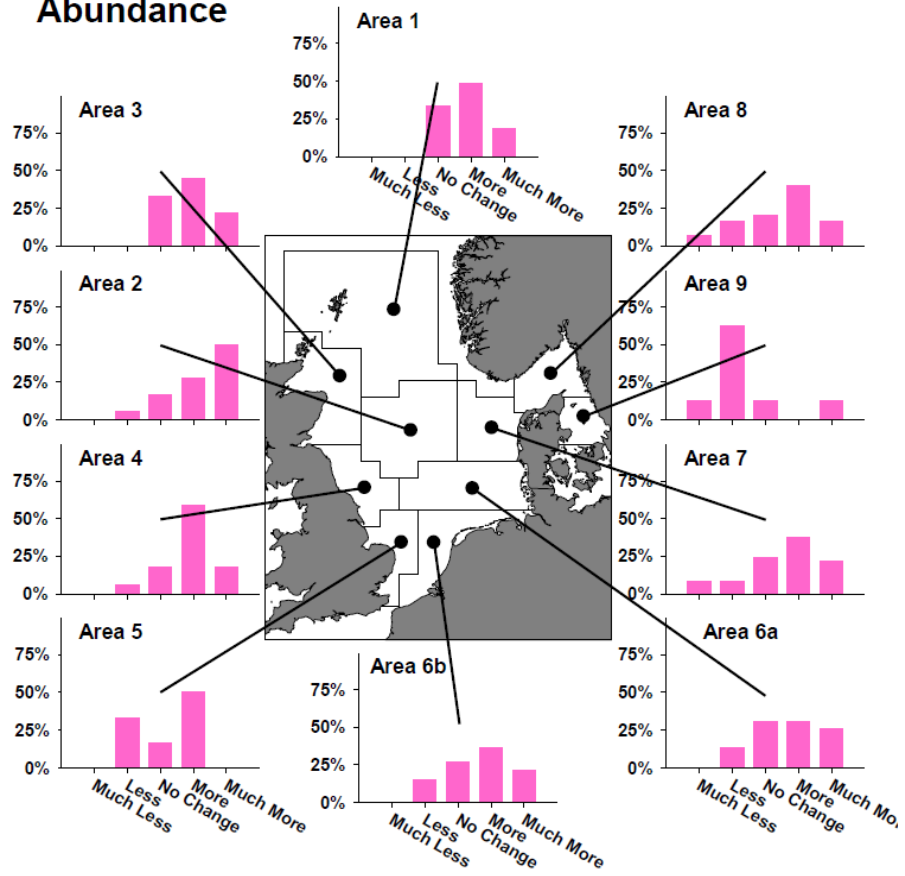 Abundance
Area 1
75%
50%
25%
0%
Much Less
Less
No Change
More
Much More
Area 3
75%
50%
25%
0%
Area 8
75%
50%
25%
0%
Area 2
75%
50%
25%
0%
Area 9
75%
50%
25%
0%
Area 4
75%
50%
25%
0%
Area 7
75%
50%
25%
0%
Area 5
75%
50%
25%
0%
Much Less
Less
No Change
More
Much More
Area 6b
75%
50%
25%
0%
Much Less
Less
No Change
More
Much More
Area 6a
75%
50%
25%
0%
Much Less
Less
No Change
More
Much Mor